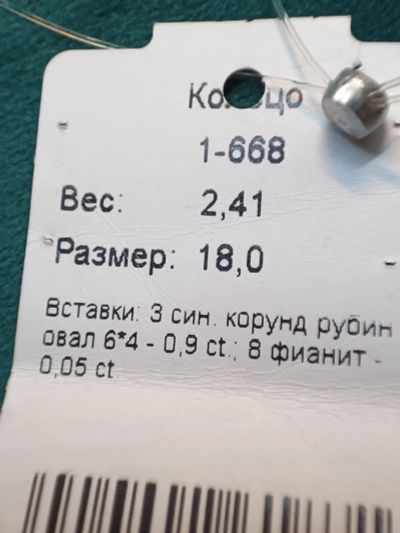 Кольцо
1-668
Вес: 2,41
Размер: 18,0
Вставки: 3 син. корунд рубин
овал 6*4 - 0,9 ct.; 8 фианит -
0,05 ct